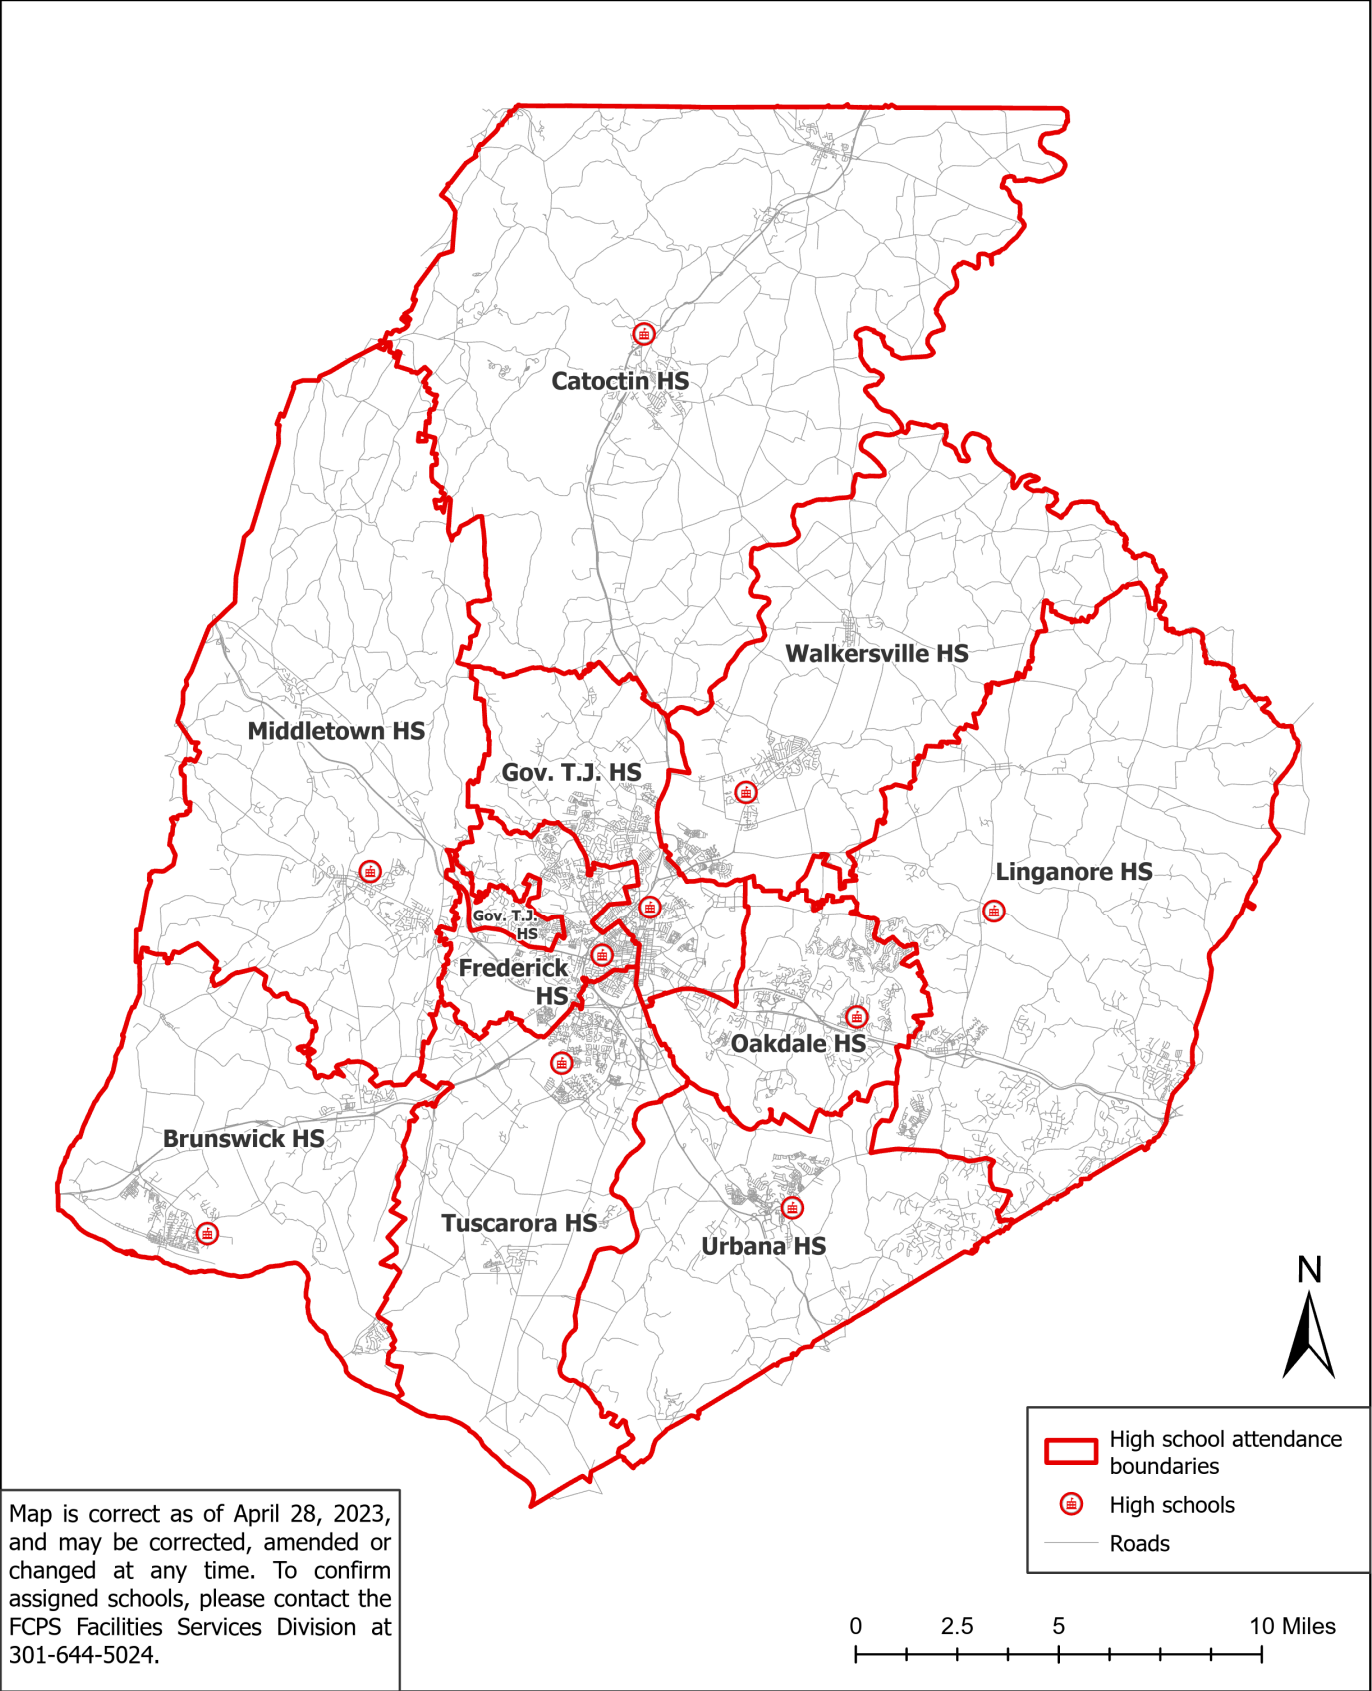 Catoctin HS
Walkersville HS
Middletown HS
Gov. T.J. HS
Linganore HS
Gov. T.J.
HS
Frederick
HS
Oakdale HS
Brunswick HS
Tuscarora HS
Urbana HS
N
High school attendance
boundaries
High schools
Roads
Map is correct as of April 28, 2023,
and may be corrected, amended or
changed at any time. To confirm
assigned schools, please contact the
FCPS Facilities Services Division at
301-644-5024.
0 2.5 5 10 Miles